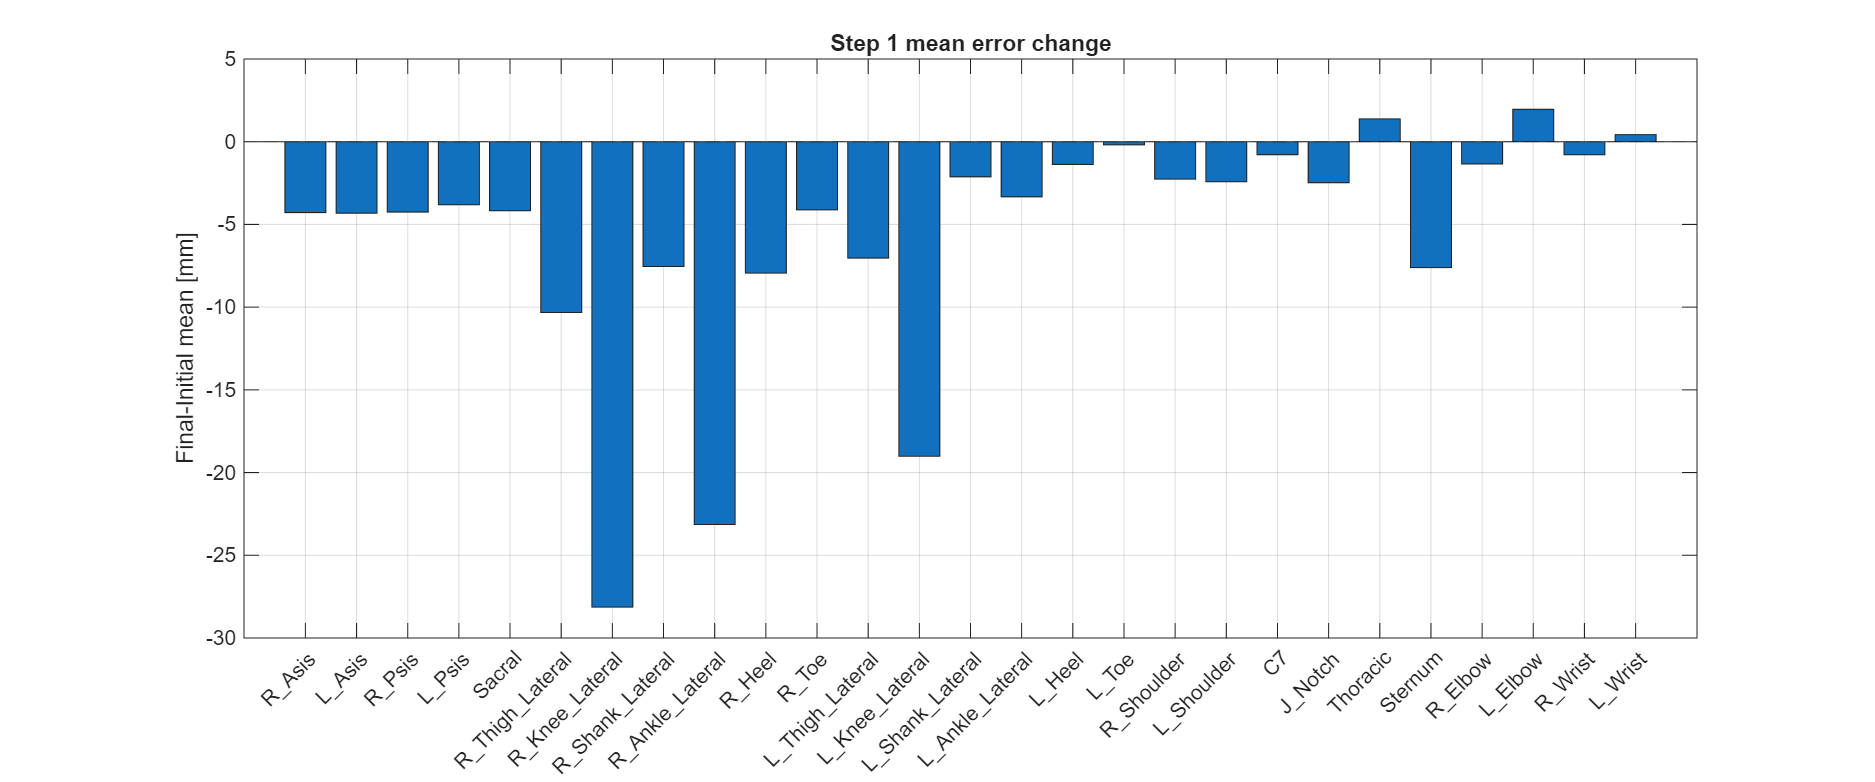 Step 1 mean error change
Final-Initial mean [mm]
5
0
-5
-10
-15
-20
-25
-30
R_Asis
L_Asis
R_Psis
L_Psis
Sacral
R_Thigh_Lateral
R_Knee_Lateral
R_Shank_Lateral
R_Ankle_Lateral
R_Heel
R_Toe
L_Thigh_Lateral
L_Knee_Lateral
L_Shank_Lateral
L_Ankle_Lateral
L_Heel
L_Toe
R_Shoulder
L_Shoulder
C7
J_Notch
Thoracic
Sternum
R_Elbow
L_Elbow
R_Wrist
L_Wrist